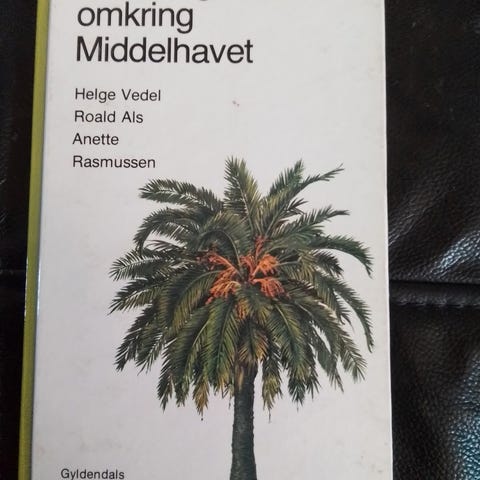 omkring
Middelhavet
Helge Vedel
Roald Als
Anette
Rasmussen
Gyldendals